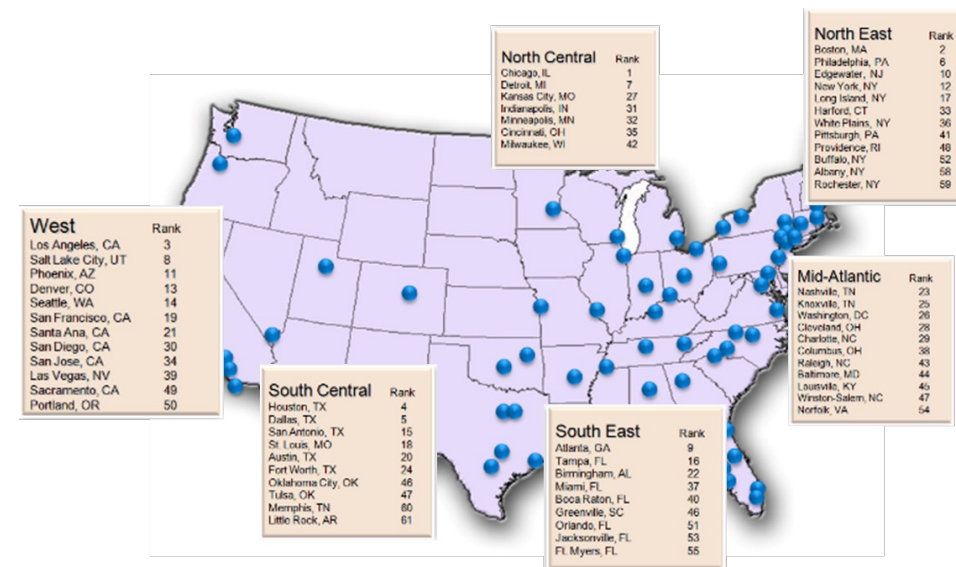 North East Rank
Boston, MA 2
Philadelphia, PA 6
Edgewater, NJ 10
New York, NY 12
Long Island, NY 17
Harford, CT 33
White Plains, NY 36
Pittsburgh, PA 41
Providence, RI 48
Buffalo, NY 52
Albany, NY 58
Rochester, NY 59
North Central Rank
Chicago, IL 1
Detroit, MI 7
Kansas City, MO 27
Indianapolis, IN 31
Minneapolis, MN 32
Cincinnati, OH 35
Milwaukee, WI 42
West Rank
Los Angeles, CA 3
Salt Lake City, UT 8
Phoenix, AZ 11
Denver, CO 13
Seattle, WA 14
San Francisco, CA 19
Santa Ana, CA 21
San Diego, CA 30
San Jose, CA 34
Las Vegas, NV 39
Sacramento, CA 49
Portland, OR 50
Mid-Atlantic Rank
Nashville, TN 23
Knoxville, TN 25
Washington, DC 26
Cleveland, OH 28
Charlotte, NC 29
Columbus, OH 38
Raleigh, NC 43
Baltimore, MD 44
Louisville, KY 45
Winston-Salem, NC 47
Norfolk, VA 54
South Central Rank
Houston, TX 4
Dallas, TX 5
San Antonio, TX 15
St. Louis, MO 18
Austin, TX 20
Fort Worth, TX 24
Oklahoma City, OK 46
Tulsa, OK 47
Memphis, TN 60
Little Rock, AR 61
South East Rank
Atlanta, GA 9
Tampa, FL 16
Birmingham, AL 22
Miami, FL 37
Boca Raton, FL 40
Greenville, SC 46
Orlando, FL 51
Jacksonville, FL 53
Ft. Myers, FL 55